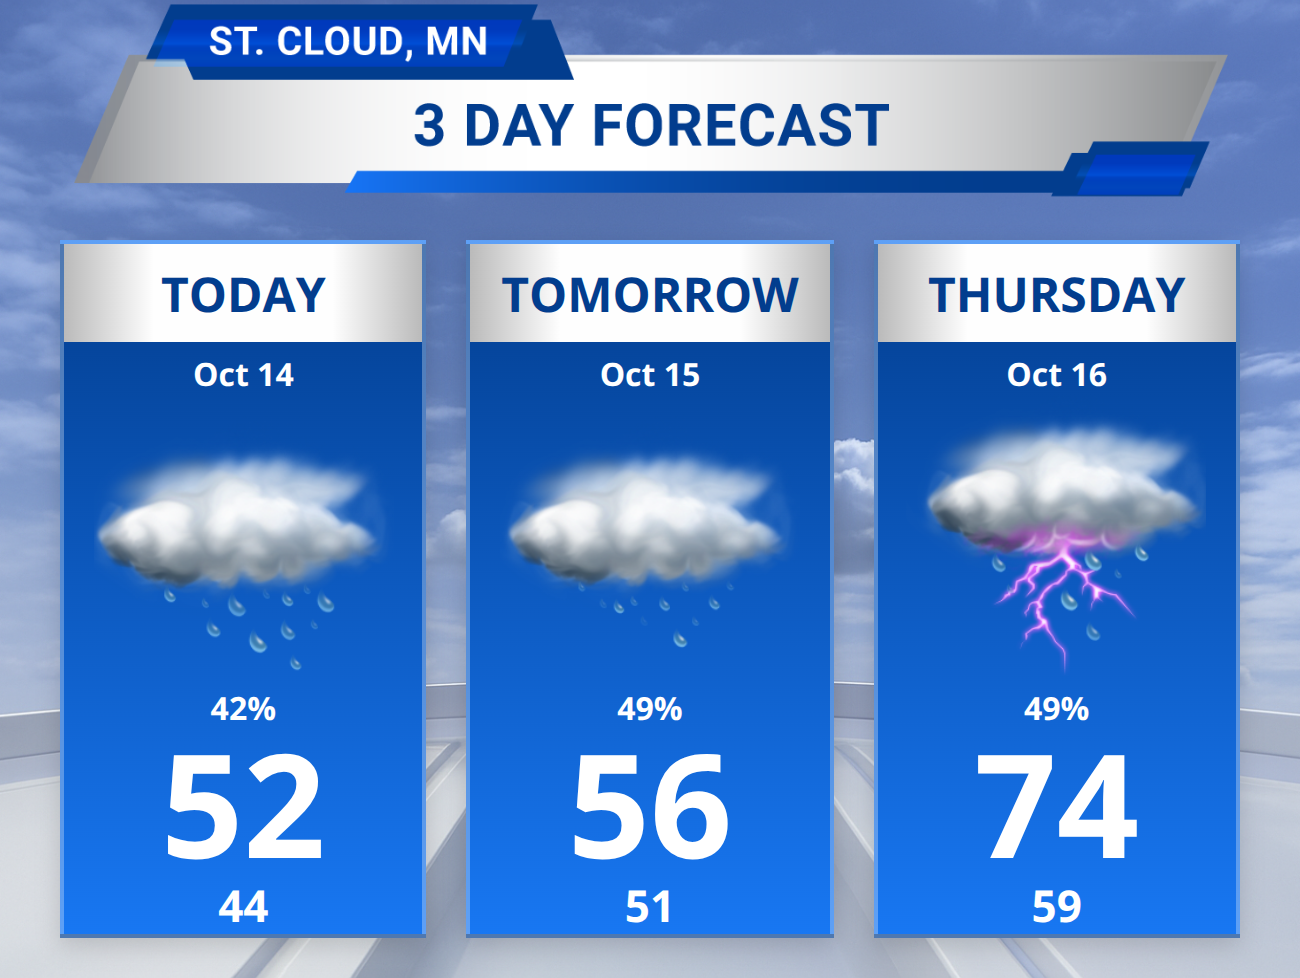 ST. CLOUD, MN
3 DAY FORECAST
TODAY
Oct 14
42%
52
44
TOMORROW
Oct 15
49%
56
51
THURSDAY
Oct 16
49%
74
59